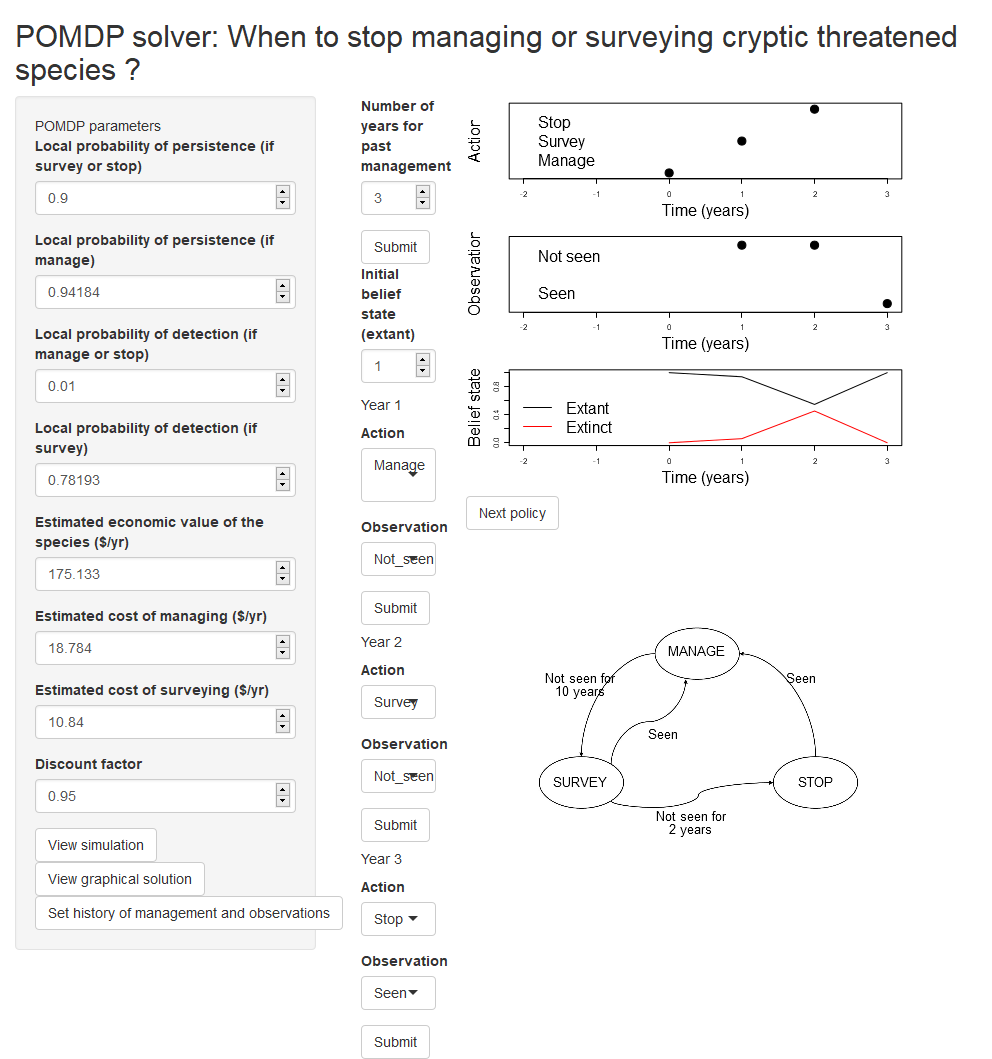 POMDP solver: When to stop managing or surveying cryptic threatened
species ?
POMDP parameters
Local probability of persistence (if
survey or stop)
0.9
Local probability of persistence (if
manage)
0.94184
Local probability of detection (if
manage or stop)
0.01
Local probability of detection (if
survey)
0.78193
Estimated economic value of the
species ($/yr)
175.133
Estimated cost of managing ($/yr)
18.784
Estimated cost of surveying ($/yr)
10.84
Discount factor
0.95
View simulation
View graphical solution
Set history of management and observations
Number of
years for
past
management
3
Submit
Initial
belief
state
(extant)
1
Year 1
Action
Manage
Observation
Not_seen
Submit
Year 2
Action
Survey
Observation
Not_seen
Submit
Year 3
Action
Stop
Observation
Seen
Submit
Action
Stop
Survey
Manage
-2 -1 0 1 2 3
Time (years)
Observation
Not seen
Seen
-2 -1 0 1 2 3
Time (years)
Belief state
0.8
0.4
0.0
Extant
Extinct
-2 -1 0 1 2 3
Time (years)
Next policy
MANAGE
Not seen for
10 years
Seen
Seen
SURVEY
STOP
Not seen for
2 years